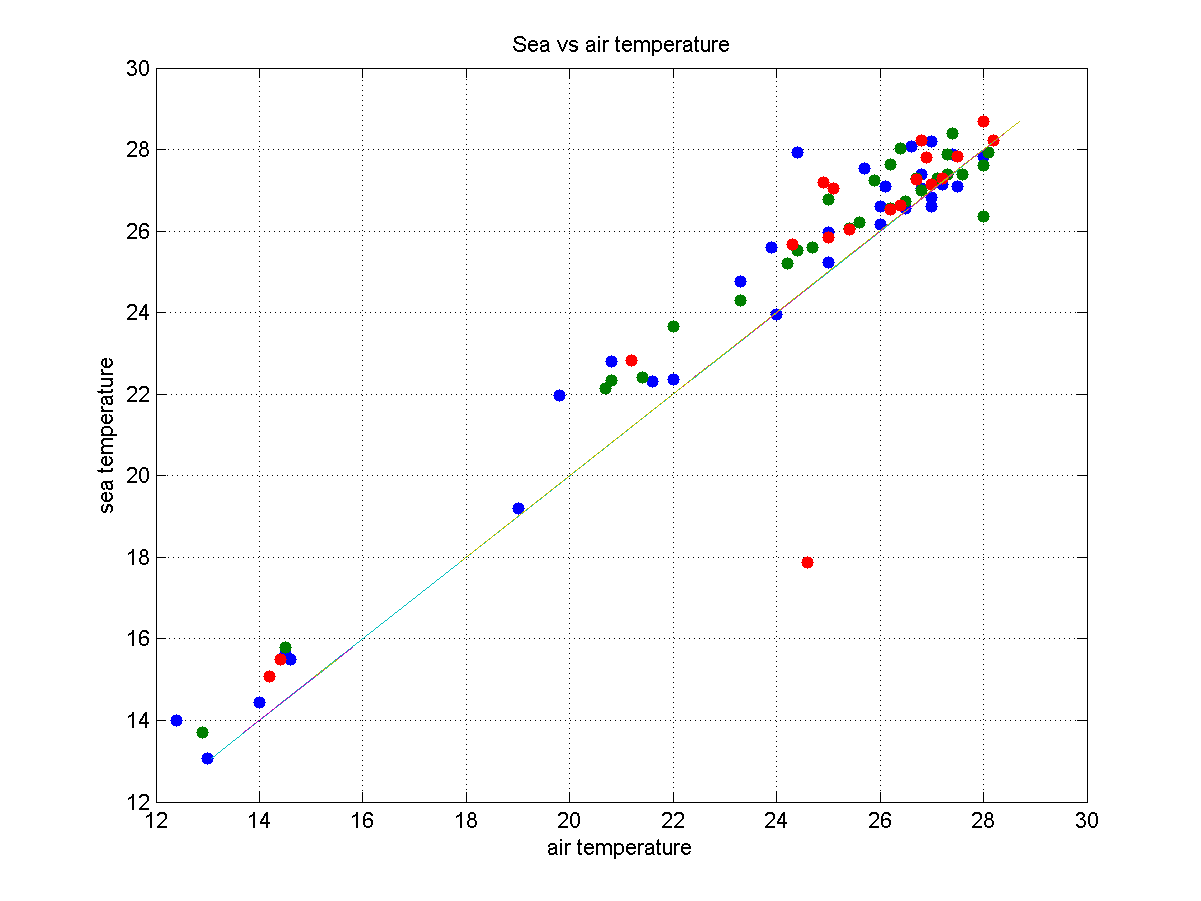 Sea vs air temperature
30
28
26
24
22
20
18
16
14
12
sea temperature
12 14 16 18 20 22 24 26 28 30
air temperature